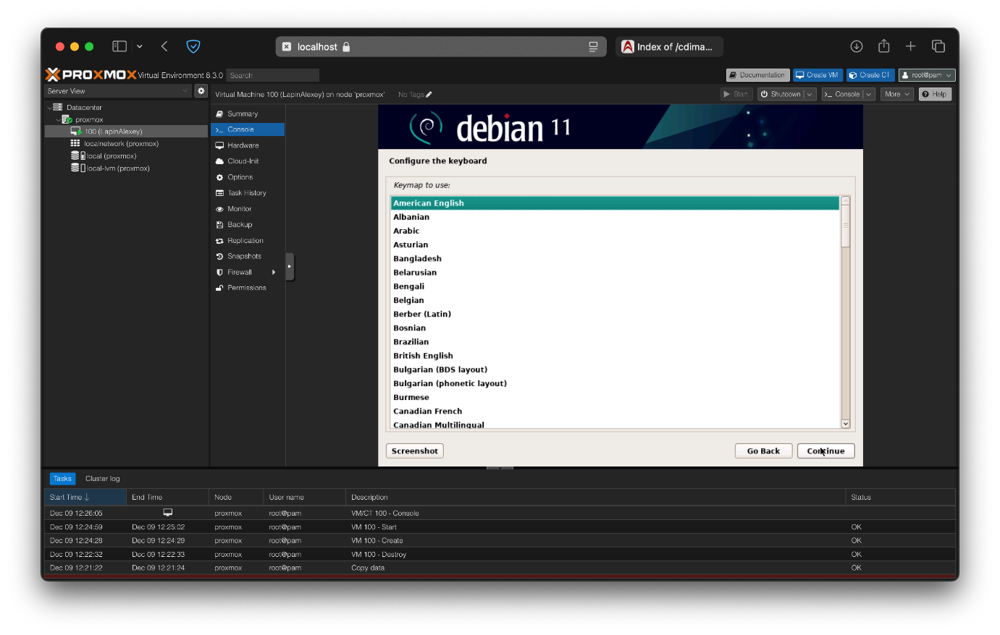 localhost
Index of /cdima...
PROXMOX Virtual Environment 8.3.0 Search
Documentation Create VM Create CT root@pam
Server View
Virtual Machine 100 (LapinAlexey) on node 'proxmox' No Tags
Start Shutdown Console More Help
Datacenter
proxmox
100 (LapinAlexey)
localnetwork (proxmox)
local (proxmox)
local-lvm (proxmox)
Summary
Console
Hardware
Cloud-Init
Options
Task History
Monitor
Backup
Replication
Snapshots
Firewall
Permissions
debian 11
Configure the keyboard
Keymap to use:
American English
Albanian
Arabic
Asturian
Bangladesh
Belarusian
Bengali
Belgian
Berber (Latin)
Bosnian
Brazilian
British English
Bulgarian (BDS layout)
Bulgarian (phonetic layout)
Burmese
Canadian French
Canadian Multilingual
Screenshot Go Back Continue
Tasks Cluster log
Start Time End Time Node User name Description Status
Dec 09 12:26:05 proxmox root@pam VM/CT 100 - Console
Dec 09 12:24:59 Dec 09 12:25:02 proxmox root@pam VM 100 - Start OK
Dec 09 12:24:28 Dec 09 12:24:29 proxmox root@pam VM 100 - Create OK
Dec 09 12:22:32 Dec 09 12:22:33 proxmox root@pam VM 100 - Destroy OK
Dec 09 12:21:22 Dec 09 12:21:24 proxmox root@pam Copy data OK